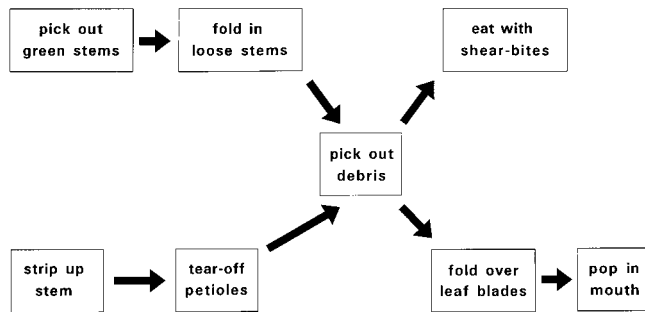 pick out
green stems
fold in
loose stems
eat with
shear-bites
pick out
debris
strip up
stem
tear-off
petioles
fold over
leaf blades
pop in
mouth